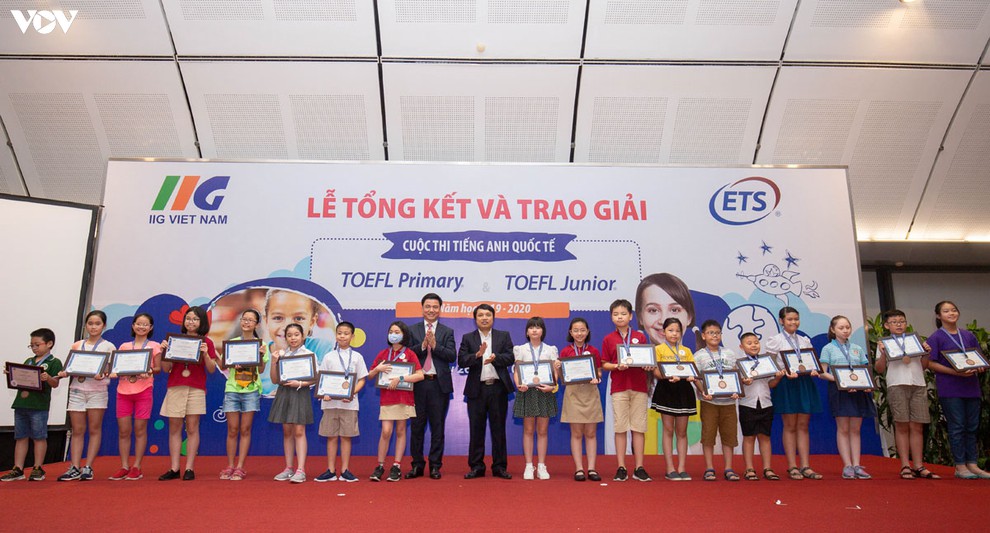 VOV
IIG
IIG VIET NAM
LỄ TỔNG KẾT VÀ TRAO GIẢI
ETS
CUỘC THI TIẾNG ANH QUỐC TẾ
TOEFL Primary & TOEFL Junior
2020